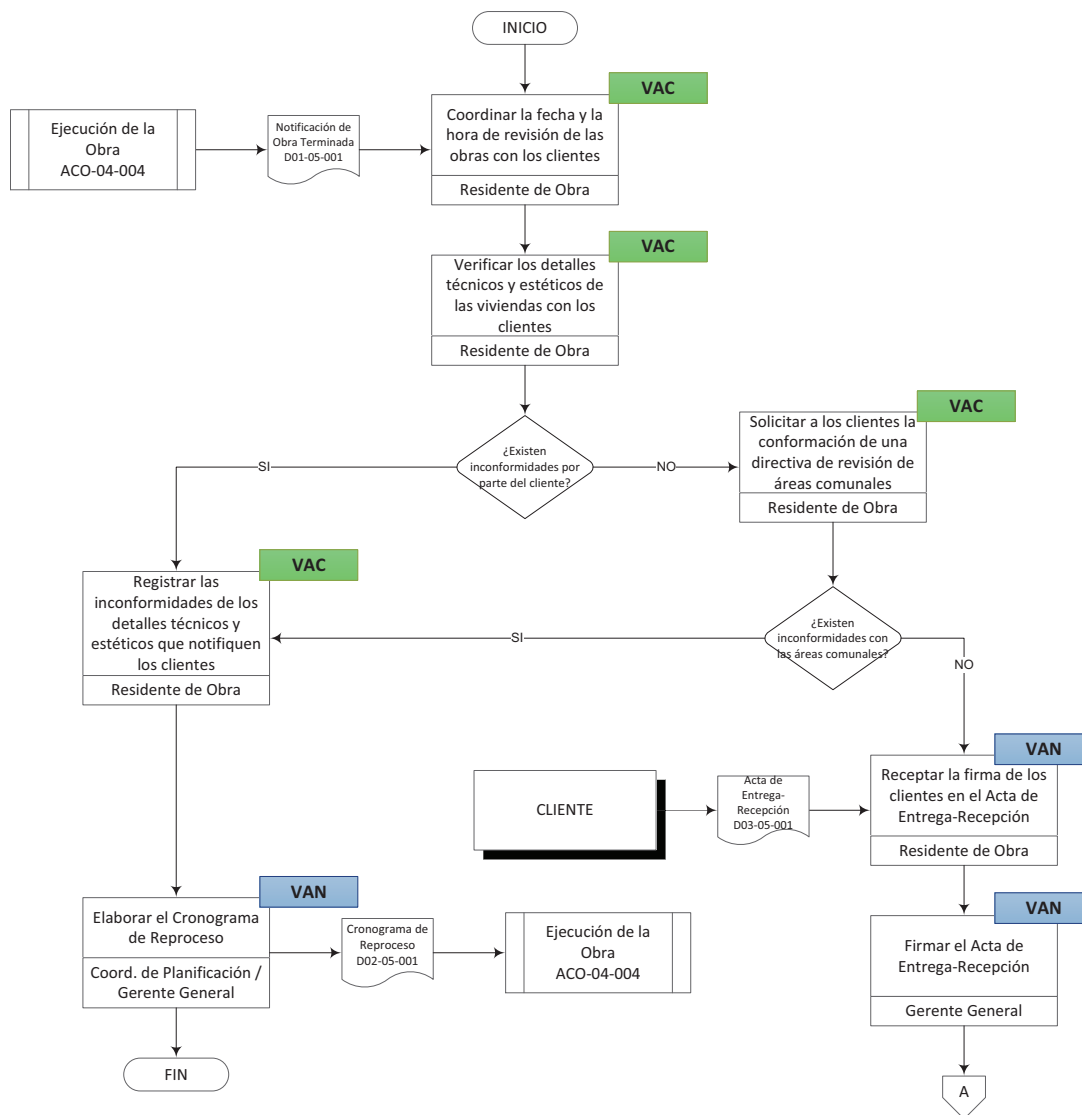 INICIO
VAC
Coordinar la fecha y la
hora de revisión de las
obras con los clientes
Residente de Obra
Ejecución de la
Obra
ACO-04-004
Notificación de
Obra Terminada
D01-05-001
VAC
Verificar los detalles
técnicos y estéticos de
las viviendas con los
clientes
Residente de Obra
¿Existen
inconformidades por
parte del cliente?
SI
NO
VAC
Solicitar a los clientes la
conformación de una
directiva de revisión de
áreas comunales
Residente de Obra
VAC
Registrar las
inconformidades de los
detalles técnicos y
estéticos que notifiquen
los clientes
Residente de Obra
SI
¿Existen
inconformidades con
las áreas comunales?
NO
CLIENTE
Acta de
Entrega-
Recepción
D03-05-001
VAN
Receptar la firma de los
clientes en el Acta de
Entrega-Recepción
Residente de Obra
VAN
Elaborar el Cronograma
de Reproceso
Coord. de Planificación /
Gerente General
Cronograma de
Reproceso
D02-05-001
Ejecución de la
Obra
ACO-04-004
VAN
Firmar el Acta de
Entrega-Recepción
Gerente General
FIN
A